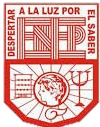 DESPERTAR
A LA LUZ POR
EL SABER
ENP